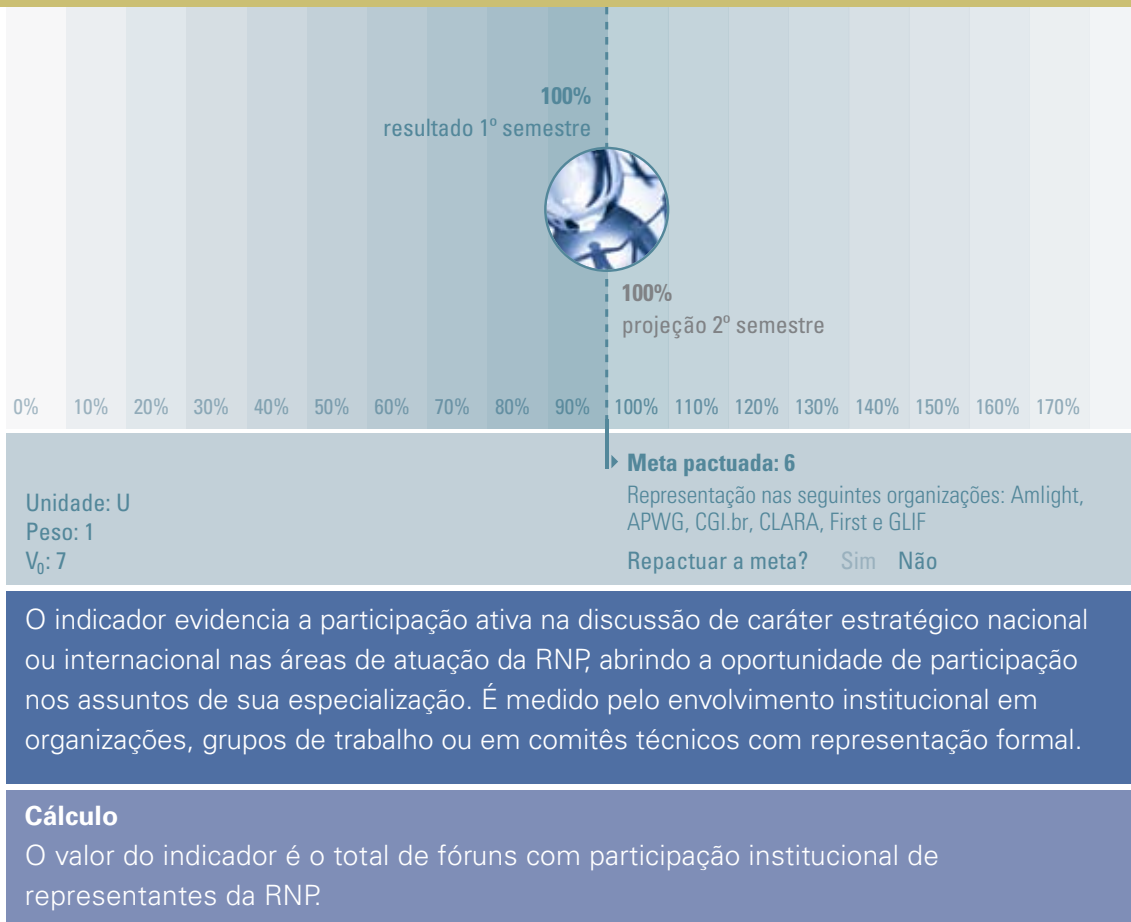 100%
resultado 1º semestre
100%
projeção 2º semestre
0% 10% 20% 30% 40% 50% 60% 70% 80% 90% 100% 110% 120% 130% 140% 150% 160% 170%
Meta pactuada: 6
Representação nas seguintes organizações: Amlight,
APWG, CGI.br, CLARA, First e GLIF
Repactuar a meta? Sim Não
Unidade: U
Peso: 1
V₀: 7
O indicador evidencia a participação ativa na discussão de caráter estratégico nacional
ou internacional nas áreas de atuação da RNP, abrindo a oportunidade de participação
nos assuntos de sua especialização. É medido pelo envolvimento institucional em
organizações, grupos de trabalho ou em comitês técnicos com representação formal.
Cálculo
O valor do indicador é o total de fóruns com participação institucional de
representantes da RNP.